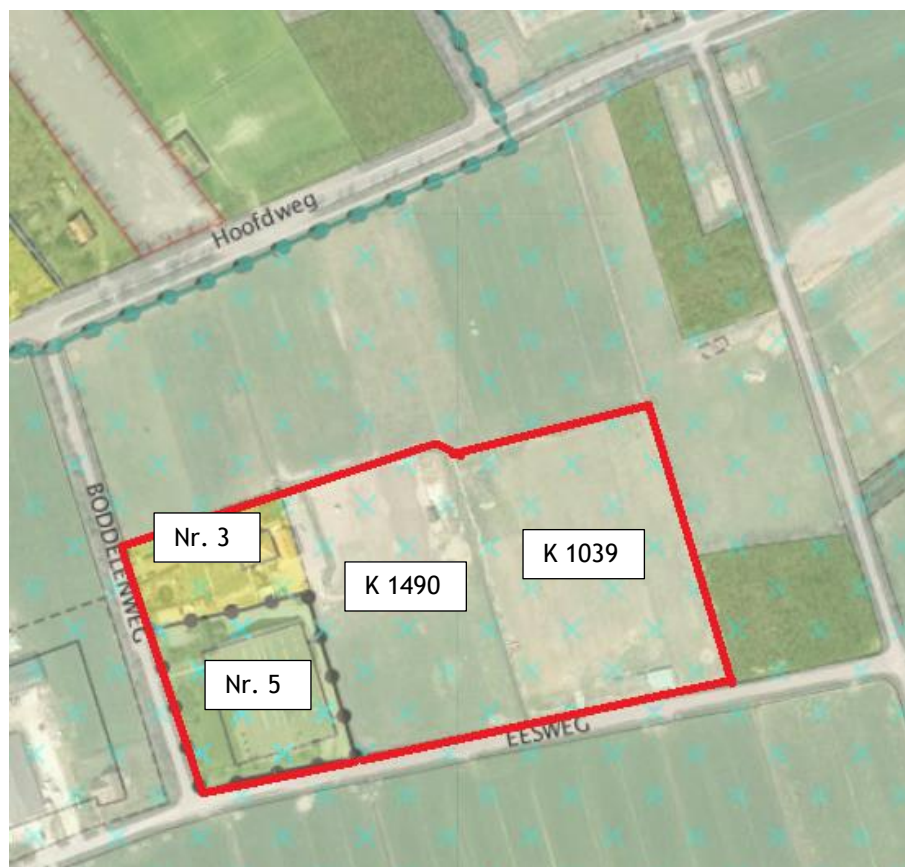 Hoofdweg
BODDELENWEG
Nr. 3
K 1039
K 1490
Nr. 5
EESWEG